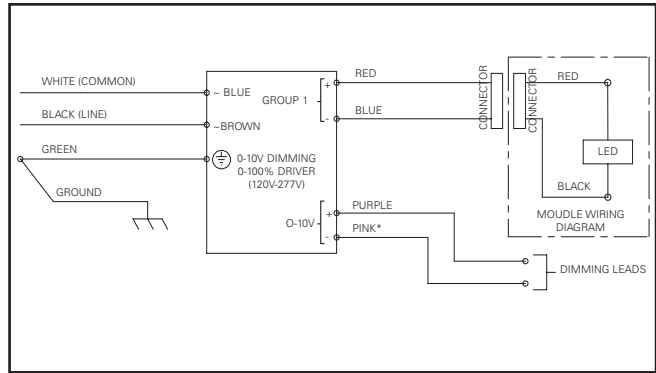 WHITE (COMMON)
BLACK (LINE)
GREEN
GROUND
~ BLUE
~BROWN
GROUP 1
+
-
0-10V DIMMING
0-100% DRIVER
(120V-277V)
O-10V
+
-
RED
BLUE
PURPLE
PINK*
CONNECTOR
CONNECTOR
RED
LED
BLACK
MOUDLE WIRING
DIAGRAM
DIMMING LEADS